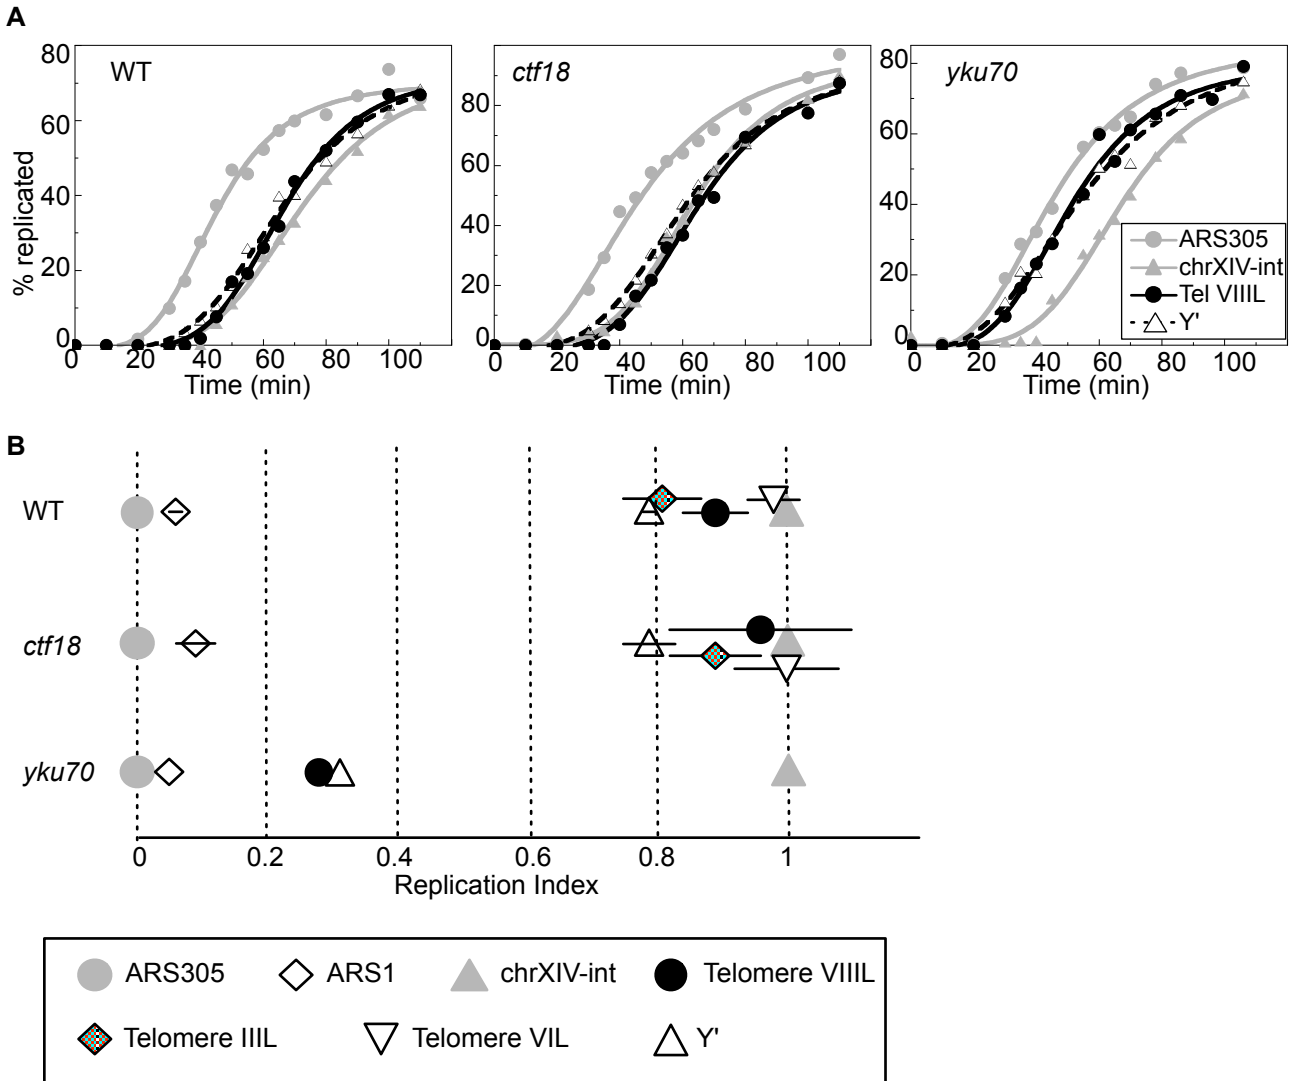 A
WT
ctf18
yku70
% replicated
80
60
40
20
0
0 20 40 60 80 100
Time (min)
80
60
40
20
0
0 20 40 60 80 100
Time (min)
80
60
40
20
0
0 20 40 60 80 100
Time (min)
ARS305
chrXIV-int
Tel VIIIL
Y'
B
WT
ctf18
yku70
0 0.2 0.4 0.6 0.8 1
Replication Index
ARS305 ARS1 chrXIV-int Telomere VIIIL
Telomere IIIL Telomere VIL Y'